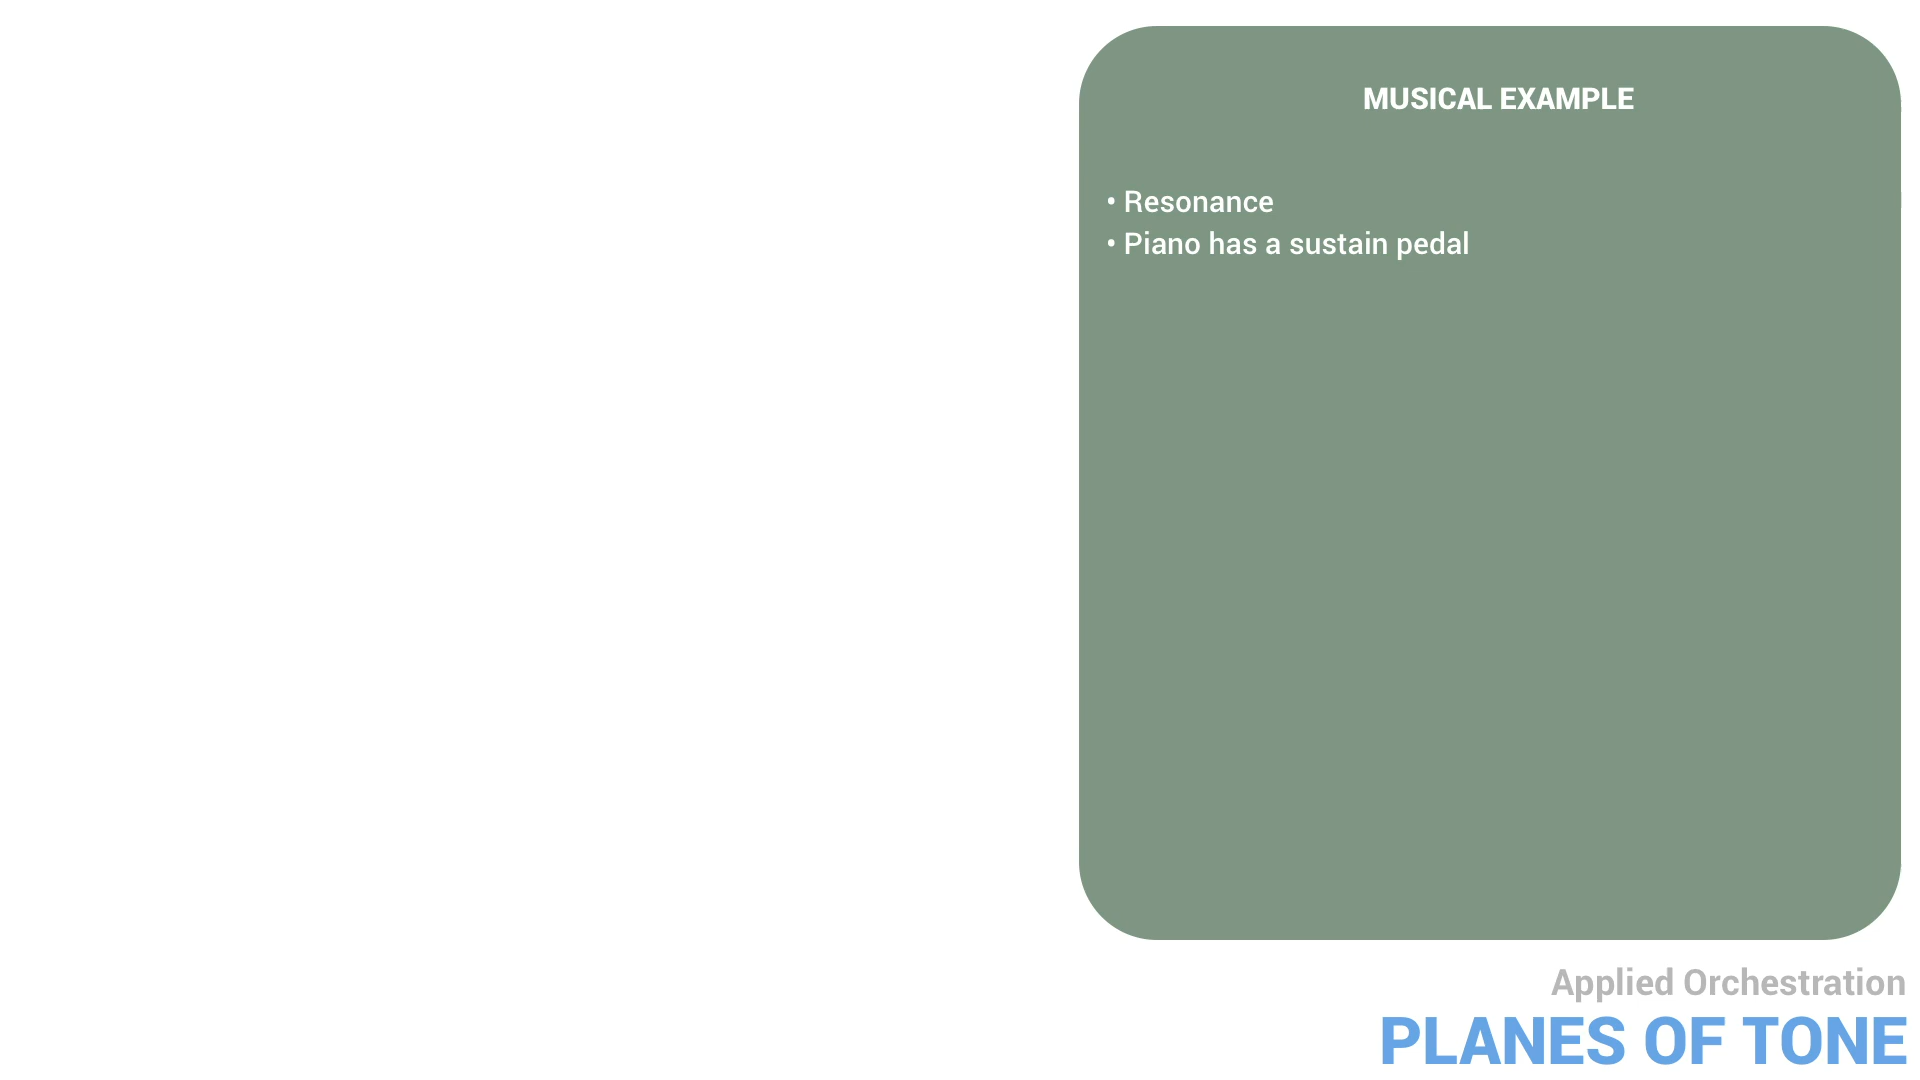 MUSICAL EXAMPLE
• Resonance
• Piano has a sustain pedal
Applied Orchestration
PLANES OF TONE